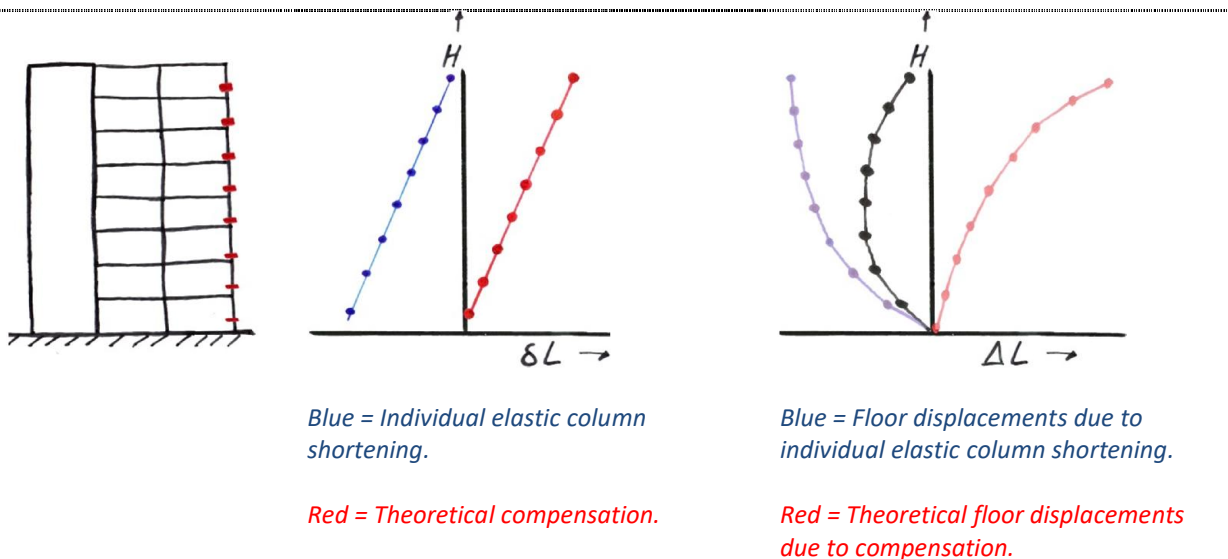 H
δL →
H
ΔL →
Blue = Individual elastic column
shortening.
Red = Theoretical compensation.
Blue = Floor displacements due to
individual elastic column shortening.
Red = Theoretical floor displacements
due to compensation.